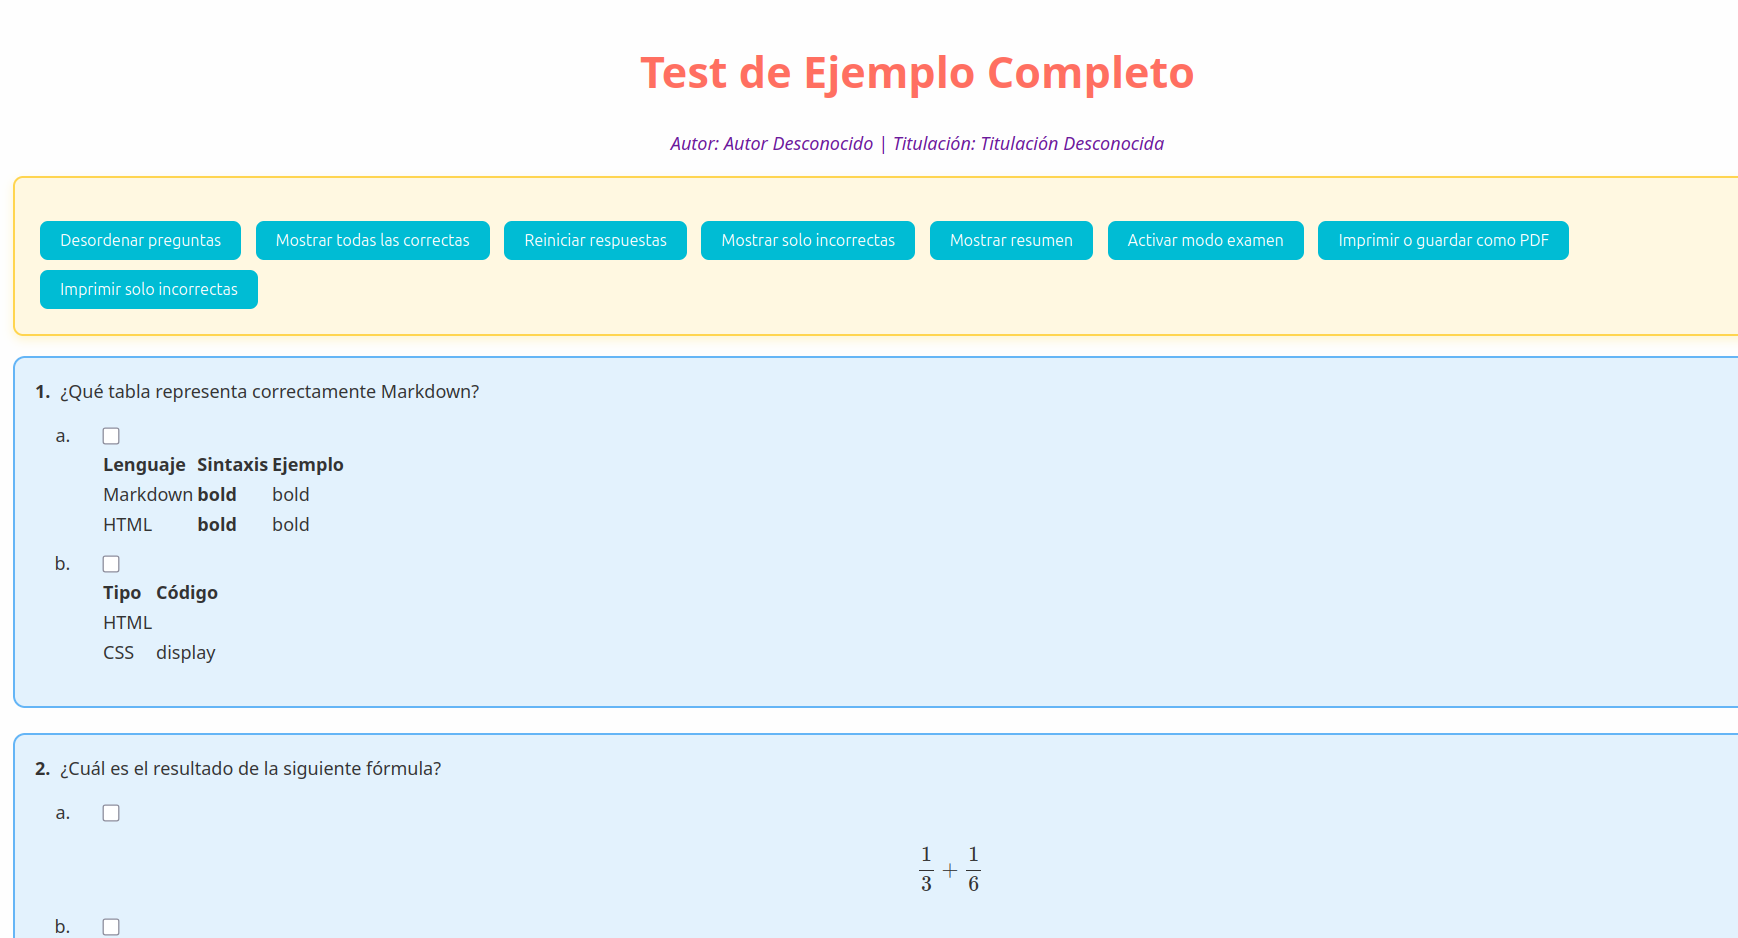 Test de Ejemplo Completo
Autor: Autor Desconocido | Titulación: Titulación Desconocida
Desordenar preguntas Mostrar todas las correctas Reiniciar respuestas Mostrar solo incorrectas Mostrar resumen Activar modo examen Imprimir o guardar como PDF
Imprimir solo incorrectas
1. ¿Qué tabla representa correctamente Markdown?
a.
Lenguaje Sintaxis Ejemplo
Markdown bold bold
HTML bold bold
b.
Tipo Código
HTML
CSS display
2. ¿Cuál es el resultado de la siguiente fórmula?
a.
1/3 + 1/6
b.